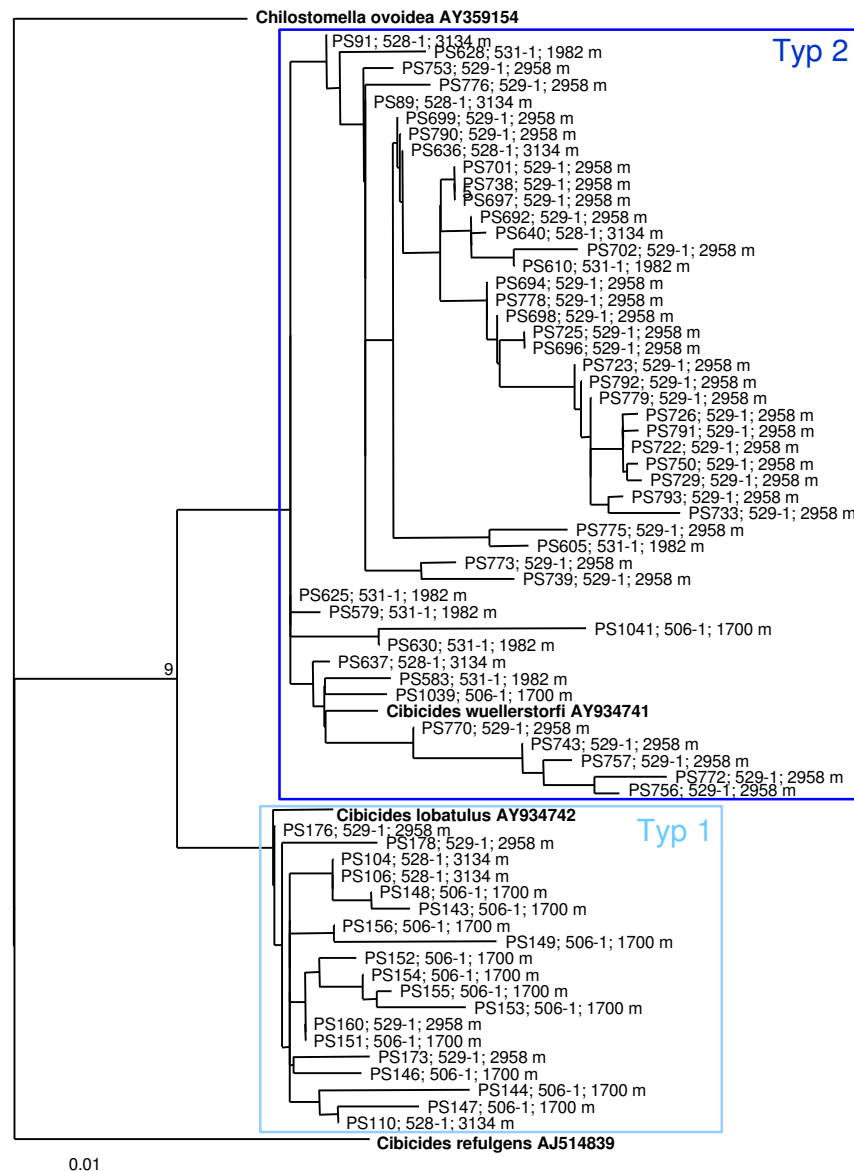 Chilostomella ovoidea AY359154
Typ 2
PS91; 528-1; 3134 m
PS628; 531-1; 1982 m
PS753; 529-1; 2958 m
PS776; 529-1; 2958 m
PS89; 528-1; 3134 m
PS699; 529-1; 2958 m
PS790; 529-1; 2958 m
PS636; 528-1; 3134 m
PS701; 529-1; 2958 m
PS738; 529-1; 2958 m
5
PS697; 529-1; 2958 m
PS692; 529-1; 2958 m
PS640; 528-1; 3134 m
PS702; 529-1; 2958 m
PS610; 531-1; 1982 m
PS694; 529-1; 2958 m
PS778; 529-1; 2958 m
PS698; 529-1; 2958 m
PS725; 529-1; 2958 m
PS696; 529-1; 2958 m
PS723; 529-1; 2958 m
PS792; 529-1; 2958 m
PS779; 529-1; 2958 m
PS726; 529-1; 2958 m
PS791; 529-1; 2958 m
PS722; 529-1; 2958 m
PS750; 529-1; 2958 m
PS729; 529-1; 2958 m
PS793; 529-1; 2958 m
PS733; 529-1; 2958 m
PS775; 529-1; 2958 m
PS605; 531-1; 1982 m
PS773; 529-1; 2958 m
PS739; 529-1; 2958 m
PS625; 531-1; 1982 m
PS579; 531-1; 1982 m
PS1041; 506-1; 1700 m
PS630; 531-1; 1982 m
PS637; 528-1; 3134 m
9
PS583; 531-1; 1982 m
PS1039; 506-1; 1700 m
Cibicides wuellerstorfi AY934741
PS770; 529-1; 2958 m
PS743; 529-1; 2958 m
PS757; 529-1; 2958 m
PS772; 529-1; 2958 m
PS756; 529-1; 2958 m
Cibicides lobatulus AY934742
Typ 1
PS176; 529-1; 2958 m
PS178; 529-1; 2958 m
PS104; 528-1; 3134 m
PS106; 528-1; 3134 m
PS148; 506-1; 1700 m
PS143; 506-1; 1700 m
PS156; 506-1; 1700 m
PS149; 506-1; 1700 m
PS152; 506-1; 1700 m
PS154; 506-1; 1700 m
PS155; 506-1; 1700 m
PS153; 506-1; 1700 m
PS160; 529-1; 2958 m
PS151; 506-1; 1700 m
PS173; 529-1; 2958 m
PS146; 506-1; 1700 m
PS144; 506-1; 1700 m
PS147; 506-1; 1700 m
PS110; 528-1; 3134 m
Cibicides refulgens AJ514839
0.01